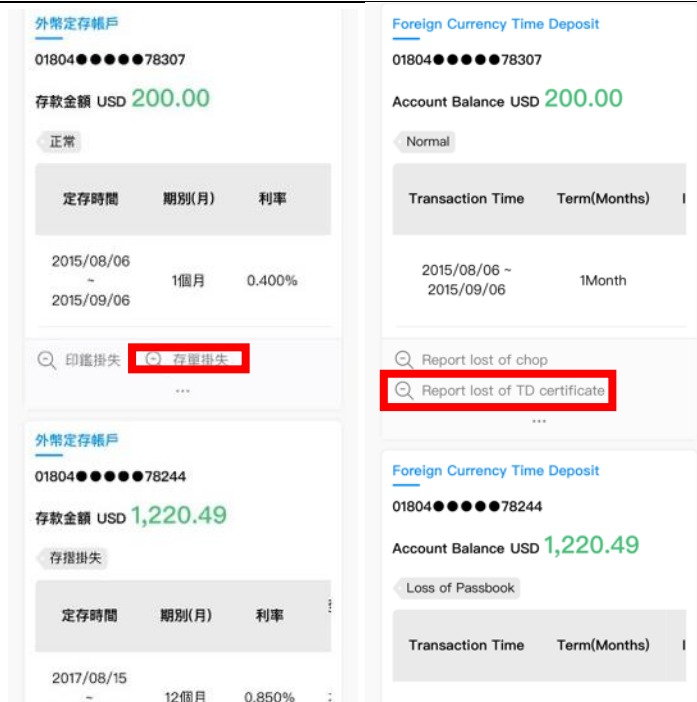 外幣定存帳戶
01804●●●●●78307
存款金額 USD 200.00
正常
定存時間 期別(月) 利率
2015/08/06
~
2015/09/06
1個月 0.400%
印鑑掛失 存單掛失
...
外幣定存帳戶
01804●●●●●78244
存款金額 USD 1,220.49
存摺掛失
定存時間 期別(月) 利率
2017/08/15
~
12個月 0.850%
Foreign Currency Time Deposit
01804●●●●●78307
Account Balance USD 200.00
Normal
Transaction Time Term(Months)
2015/08/06 ~
2015/09/06
1Month
Report lost of chop
Report lost of TD certificate
...
Foreign Currency Time Deposit
01804●●●●●78244
Account Balance USD 1,220.49
Loss of Passbook
Transaction Time Term(Months)